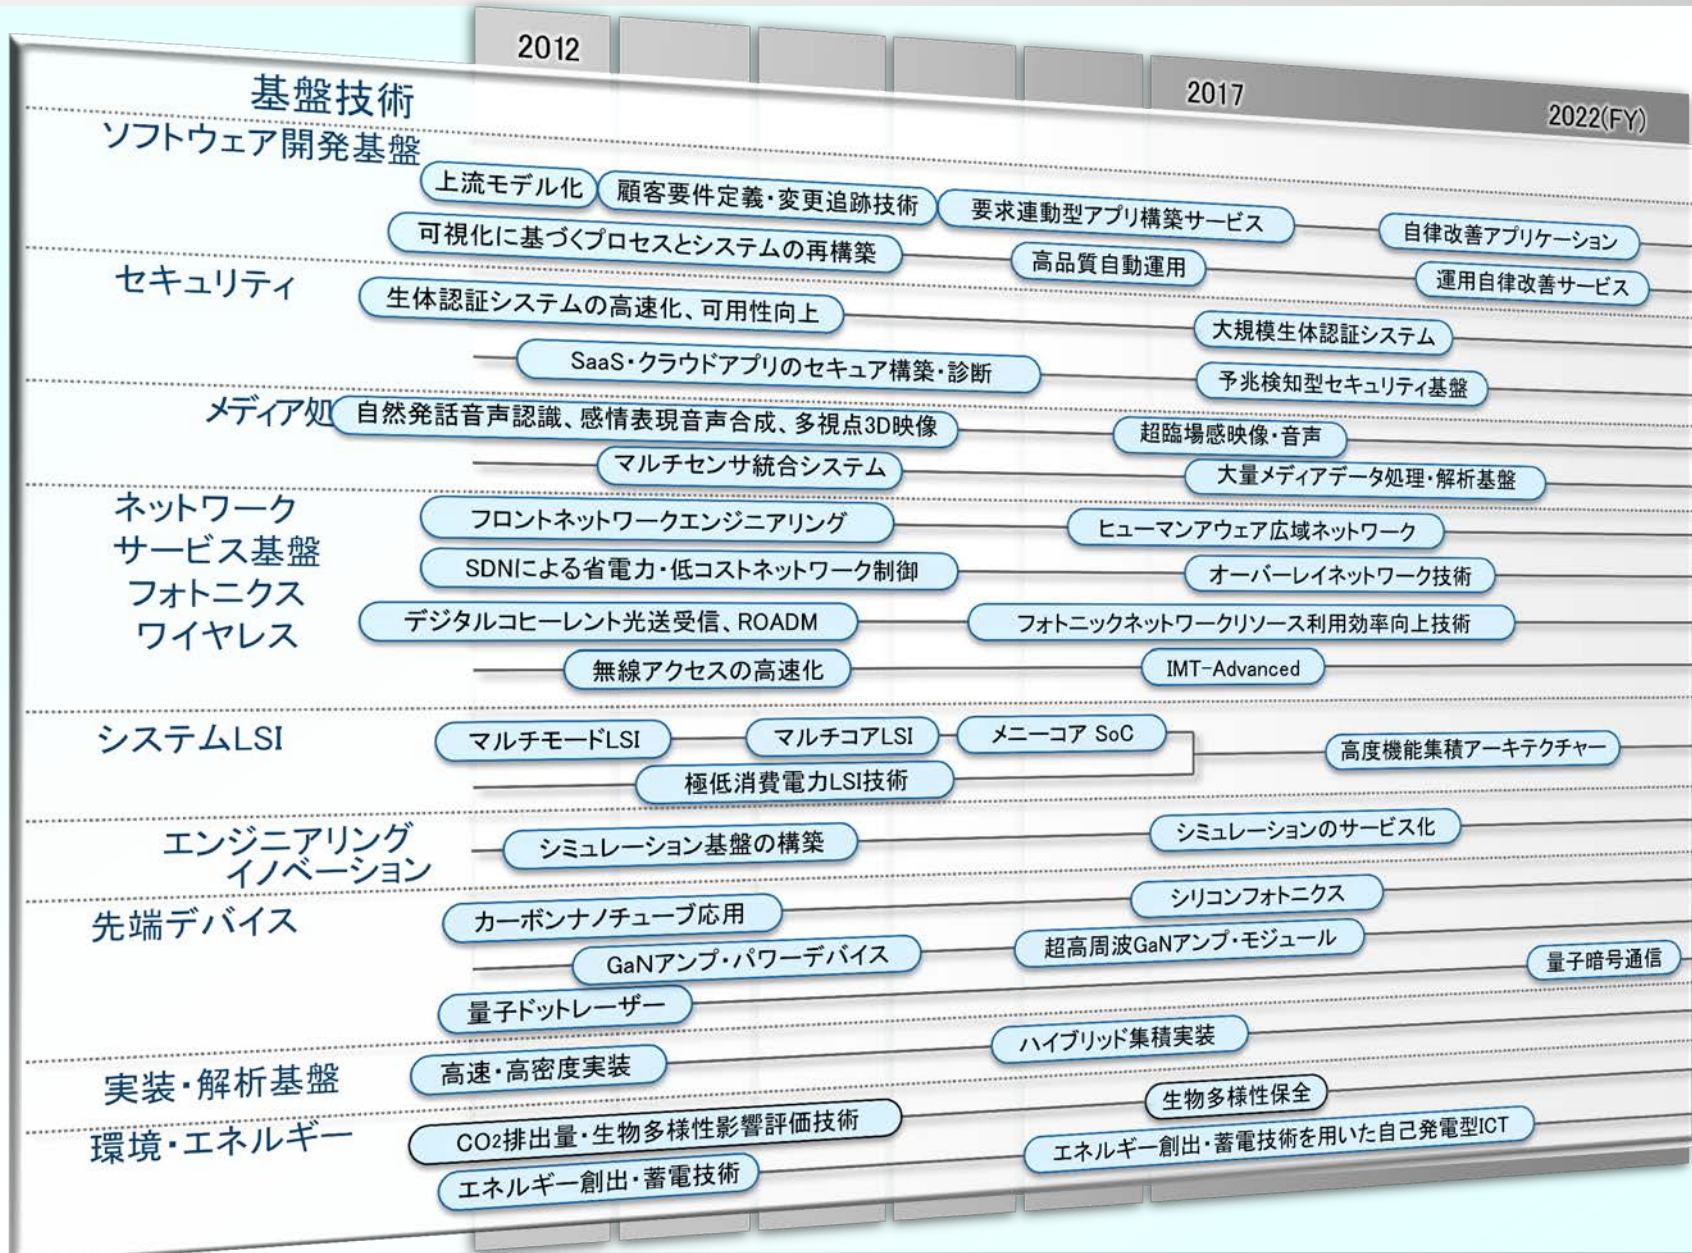 2012
2017
2022(FY)
基盤技術
ソフトウェア開発基盤
上流モデル化
顧客要件定義・変更追跡技術
要求連動型アプリ構築サービス
自律改善アプリケーション
可視化に基づくプロセスとシステムの再構築
高品質自動運用
運用自律改善サービス
セキュリティ
生体認証システムの高速化、可用性向上
大規模生体認証システム
SaaS・クラウドアプリのセキュア構築・診断
予兆検知型セキュリティ基盤
メディア処
自然発話音声認識、感情表現音声合成、多視点3D映像
超臨場感映像・音声
マルチセンサ統合システム
大量メディアデータ処理・解析基盤
ネットワーク
サービス基盤
フォトニクス
ワイヤレス
フロントネットワークエンジニアリング
ヒューマンアウェア広域ネットワーク
SDNによる省電力・低コストネットワーク制御
オーバーレイネットワーク技術
デジタルコヒーレント光送受信、ROADM
フォトニックネットワークリソース利用効率向上技術
無線アクセスの高速化
IMT-Advanced
システムLSI
マルチモードLSI
マルチコアLSI
メニーコア SoC
高度機能集積アーキテクチャー
極低消費電力LSI技術
エンジニアリング
イノベーション
シミュレーション基盤の構築
シミュレーションのサービス化
先端デバイス
カーボンナノチューブ応用
シリコンフォトニクス
GaNアンプ・パワーデバイス
超高周波GaNアンプ・モジュール
量子ドットレーザー
量子暗号通信
実装・解析基盤
高速・高密度実装
ハイブリッド集積実装
環境・エネルギー
CO2排出量・生物多様性影響評価技術
生物多様性保全
エネルギー創出・蓄電技術
エネルギー創出・蓄電技術を用いた自己発電型ICT